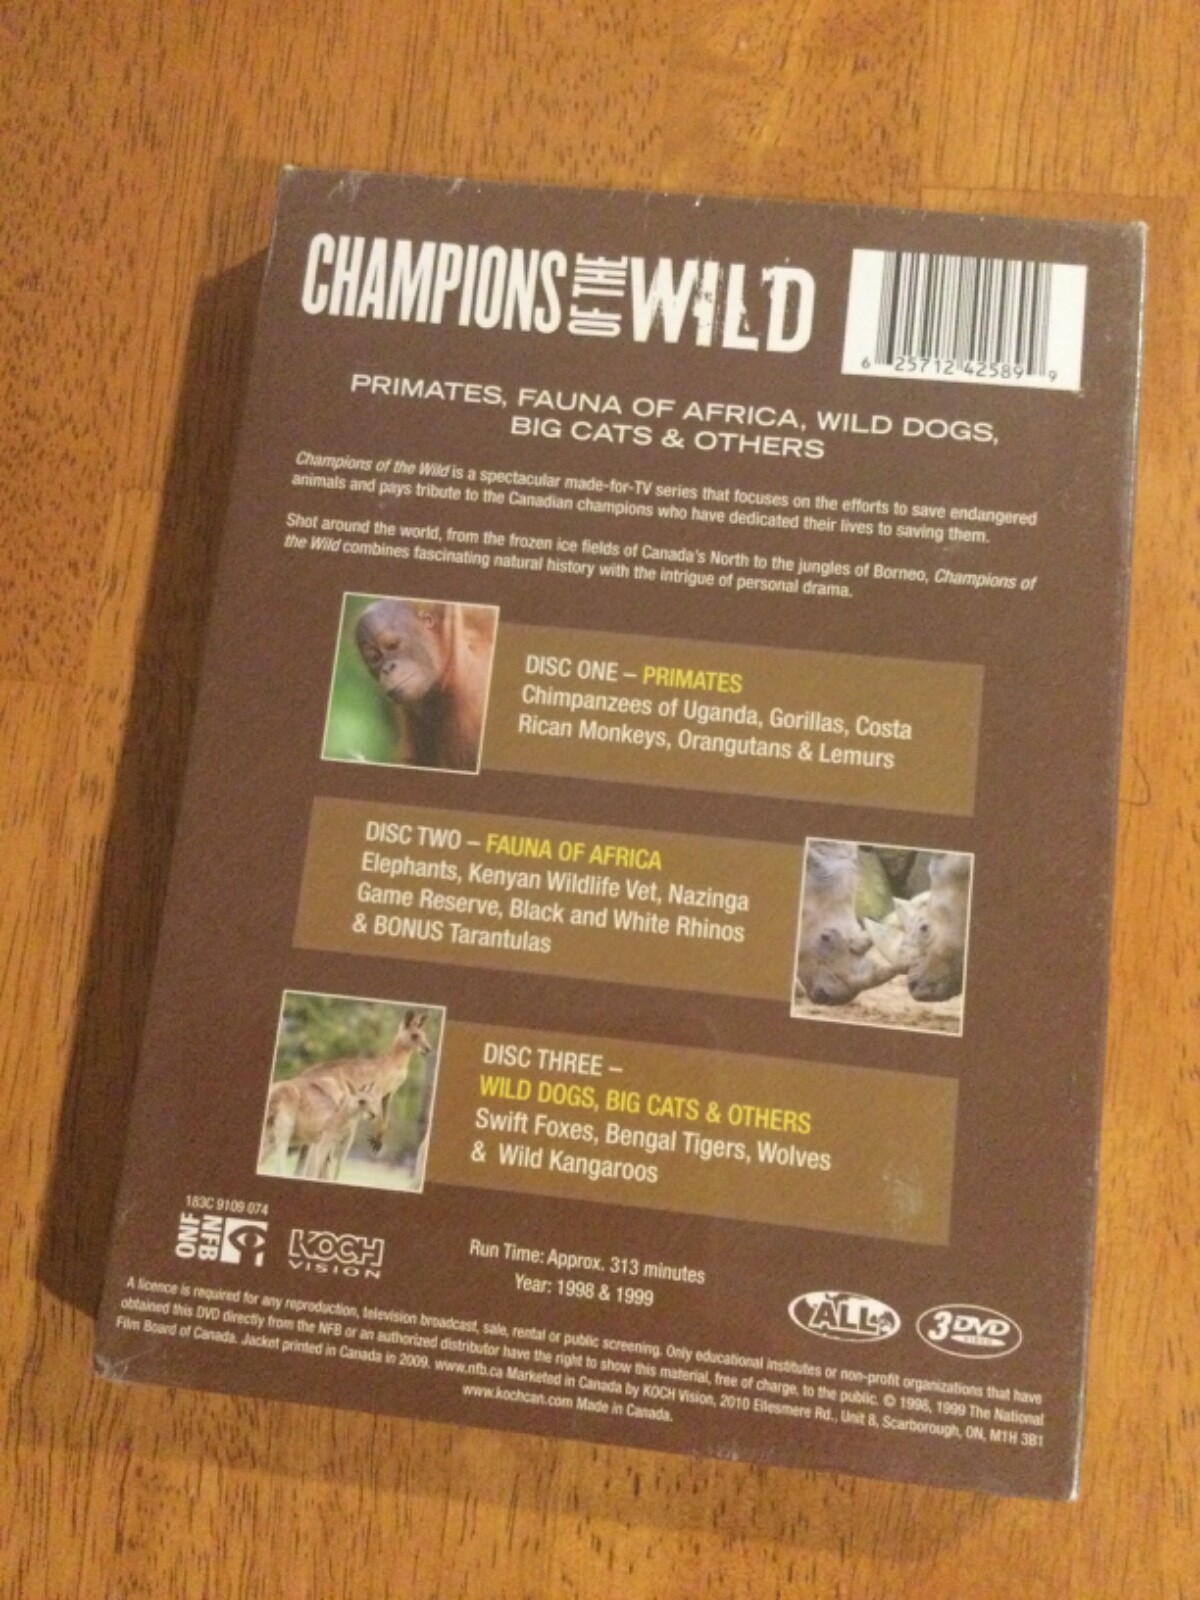 CHAMPIONS OF THE WILD
6 25712 42589 9
PRIMATES, FAUNA OF AFRICA, WILD DOGS,
BIG CATS & OTHERS
Champions of the Wild is a spectacular made-for-TV series that focuses on the efforts to save endangered
animals and pays tribute to the Canadian champions who have dedicated their lives to saving them.
Shot around the world, from the frozen ice fields of Canada's North to the jungles of Borneo, Champions of
the Wild combines fascinating natural history with the intrigue of personal drama.
DISC ONE – PRIMATES
Chimpanzees of Uganda, Gorillas, Costa
Rican Monkeys, Orangutans & Lemurs
DISC TWO – FAUNA OF AFRICA
Elephants, Kenyan Wildlife Vet, Nazinga
Game Reserve, Black and White Rhinos
& BONUS Tarantulas
DISC THREE –
WILD DOGS, BIG CATS & OTHERS
Swift Foxes, Bengal Tigers, Wolves
& Wild Kangaroos
183C 9109 074
ONF NFB
KOCH
VISION
Run Time: Approx. 313 minutes
Year: 1998 & 1999
ALL
3 DVD
VIDEO
A licence is required for any reproduction, television broadcast, sale, rental or public screening. Only educational institutes or non-profit organizations that have
obtained this DVD directly from the NFB or an authorized distributor have the right to show this material, free of charge, to the public. © 1998, 1999 The National
Film Board of Canada. Jacket printed in Canada in 2009. www.nfb.ca Marketed in Canada by KOCH Vision, 2010 Ellesmere Rd., Unit 8, Scarborough, ON, M1H 3B1
www.kochcan.com Made in Canada.